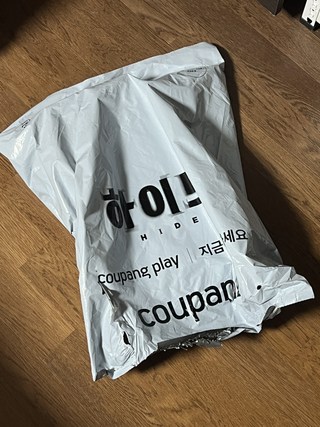 하이드
HIDE
coupang play | 지금
coupang